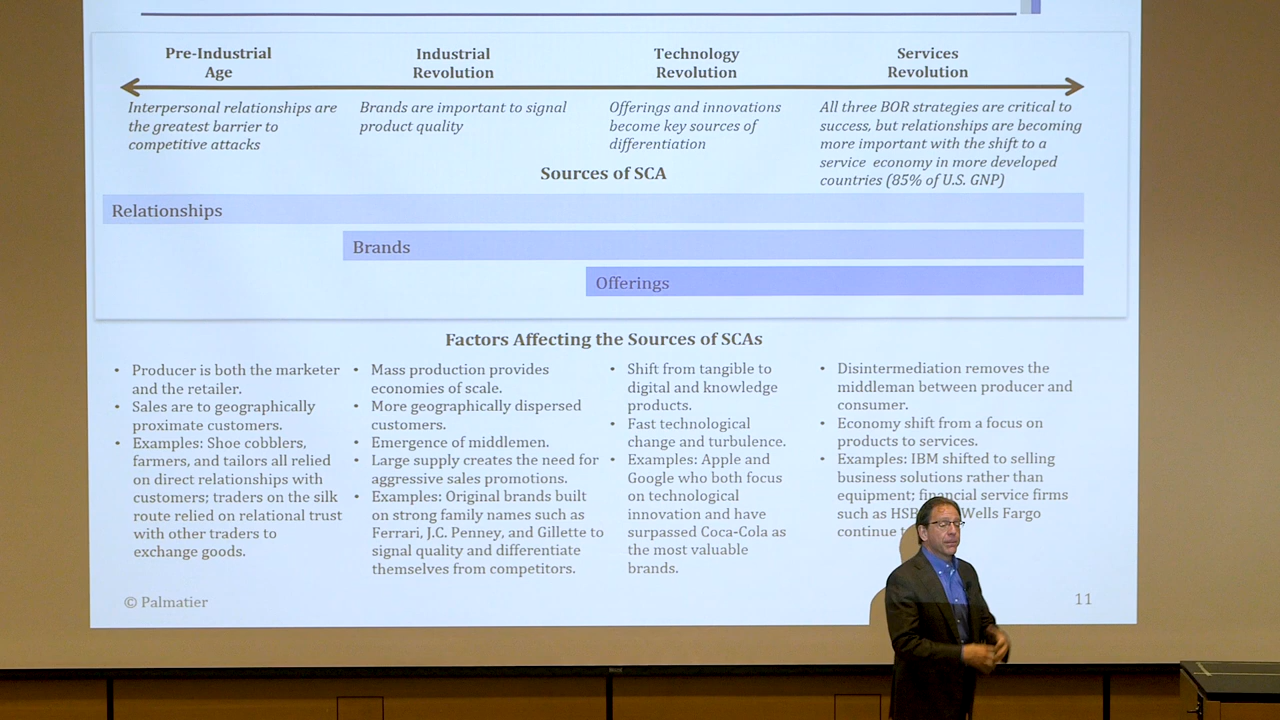 Pre-Industrial
Age
Industrial
Revolution
Technology
Revolution
Services
Revolution
Interpersonal relationships are
the greatest barrier to
competitive attacks
Brands are important to signal
product quality
Offerings and innovations
become key sources of
differentiation
All three BOR strategies are critical to
success, but relationships are becoming
more important with the shift to a
service economy in more developed
countries (85% of U.S. GNP)
Sources of SCA
Relationships
Brands
Offerings
Factors Affecting the Sources of SCAs
• Producer is both the marketer
and the retailer.
• Sales are to geographically
proximate customers.
• Examples: Shoe cobblers,
farmers, and tailors all relied
on direct relationships with
customers; traders on the silk
route relied on relational trust
with other traders to
exchange goods.
• Mass production provides
economies of scale.
• More geographically dispersed
customers.
• Emergence of middlemen.
• Large supply creates the need for
aggressive sales promotions.
• Examples: Original brands built
on strong family names such as
Ferrari, J.C. Penney, and Gillette to
signal quality and differentiate
themselves from competitors.
• Shift from tangible to
digital and knowledge
products.
• Fast technological
change and turbulence.
• Examples: Apple and
Google who both focus
on technological
innovation and have
surpassed Coca-Cola as
the most valuable
brands.
• Disintermediation removes the
middleman between producer and
consumer.
• Economy shift from a focus on
products to services.
• Examples: IBM shifted to selling
business solutions rather than
equipment; financial service firms
such as Wells Fargo
continue
© Palmatier
11